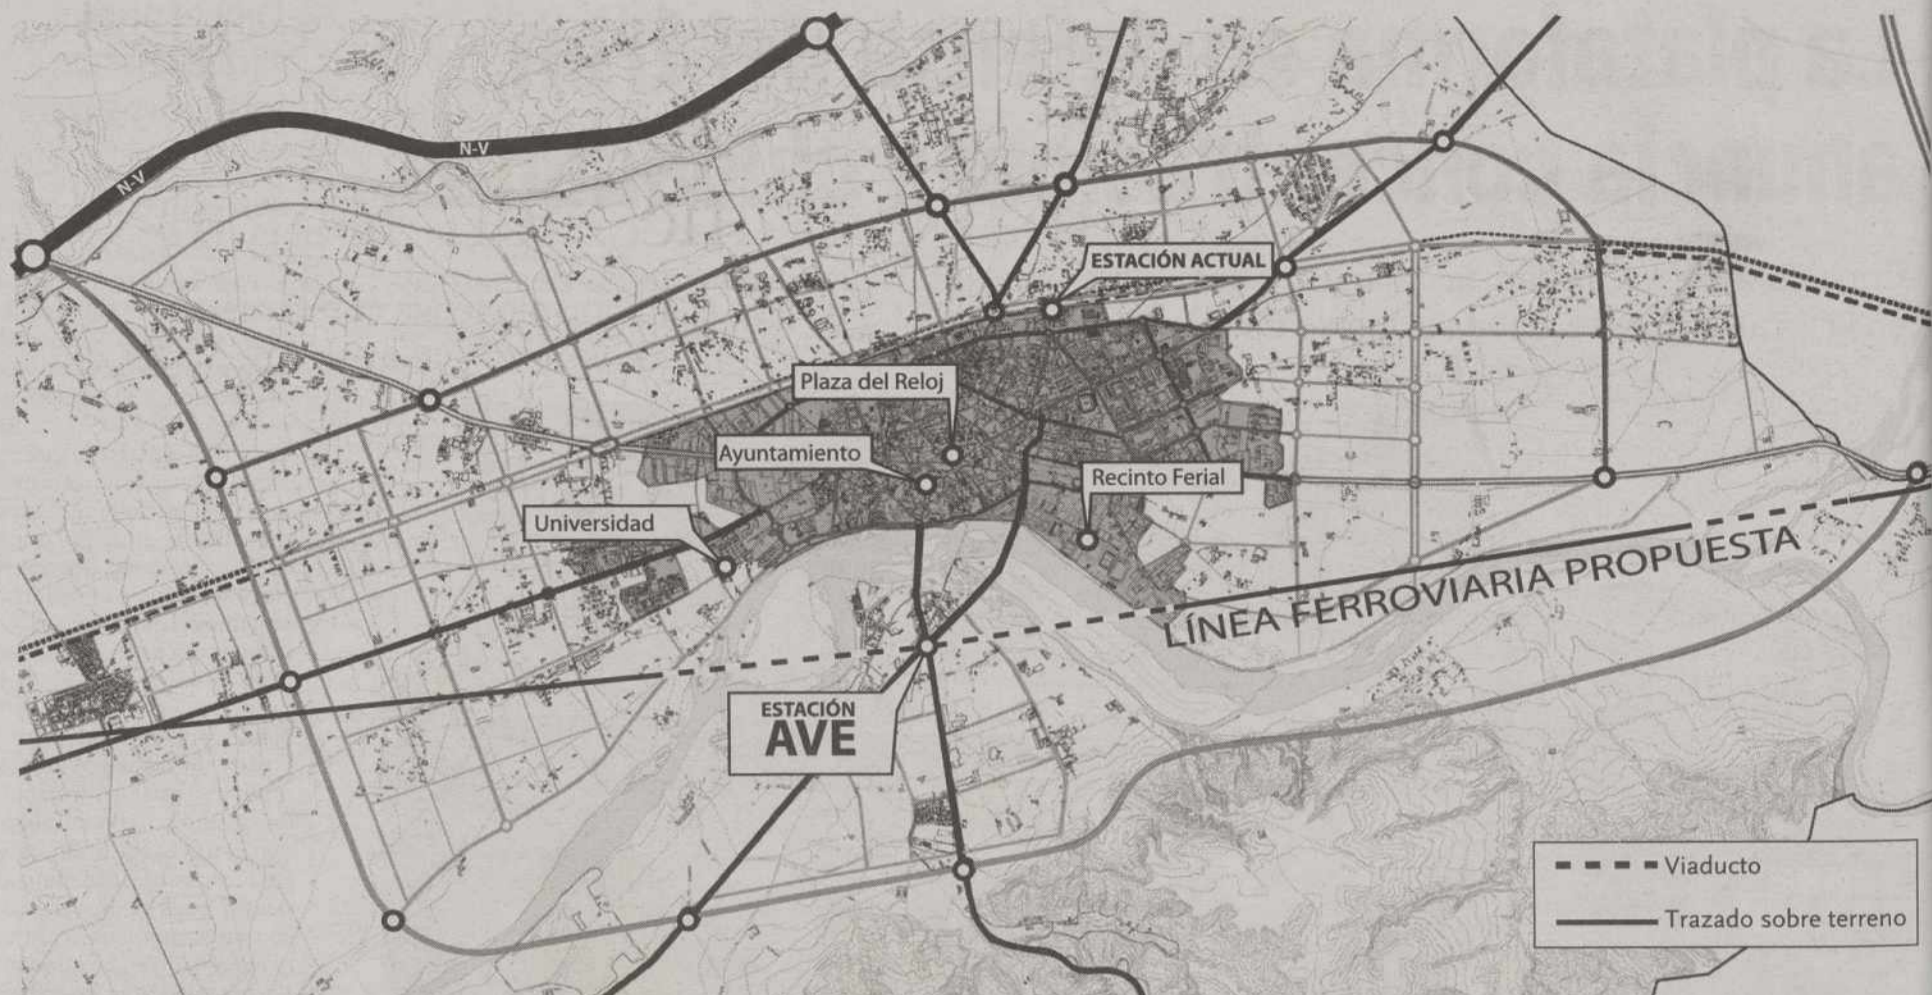 N-V
N-V
ESTACIÓN ACTUAL
Plaza del Reloj
Ayuntamiento
Recinto Ferial
Universidad
LÍNEA FERROVIARIA PROPUESTA
ESTACIÓN
AVE
Viaducto
Trazado sobre terreno